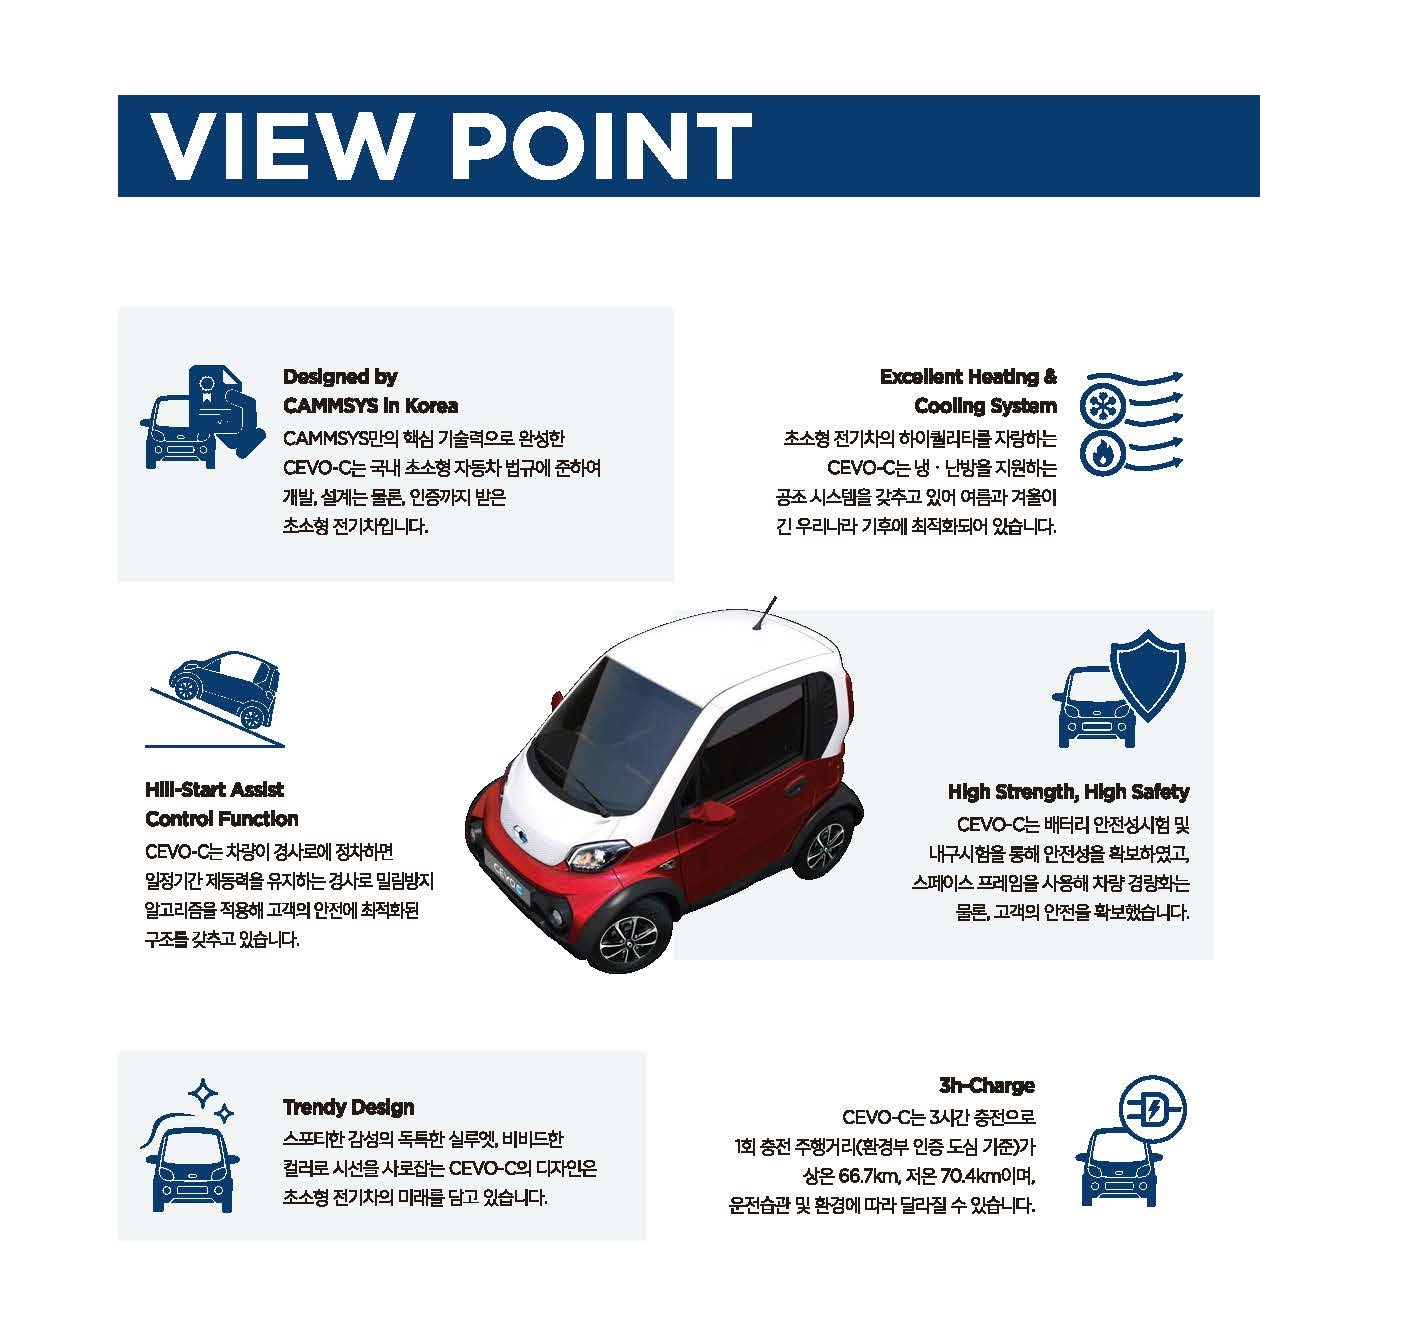 VIEW POINT
Designed by
CAMMSYS in Korea
CAMMSYS만의 핵심 기술력으로 완성한
CEVO-C는 국내 초소형 자동차 법규에 준하여
개발, 설계는 물론, 인증까지 받은
초소형 전기차입니다.
Excellent Heating &
Cooling System
초소형 전기차의 하이퀄리티를 자랑하는
CEVO-C는 냉 · 난방을 지원하는
공조 시스템을 갖추고 있어 여름과 겨울이
긴 우리나라 기후에 최적화되어 있습니다.
Hill-Start Assist
Control Function
CEVO-C는 차량이 경사로에 정차하면
일정기간 제동력을 유지하는 경사로 밀림방지
알고리즘을 적용해 고객의 안전에 최적화된
구조를 갖추고 있습니다.
CEVO
High Strength, High Safety
CEVO-C는 배터리 안전성시험 및
내구시험을 통해 안전성을 확보하였고,
스페이스 프레임을 사용해 차량 경량화는
물론, 고객의 안전을 확보했습니다.
Trendy Design
스포티한 감성의 독특한 실루엣, 비비드한
컬러로 시선을 사로잡는 CEVO-C의 디자인은
초소형 전기차의 미래를 담고 있습니다.
3h-Charge
CEVO-C는 3시간 충전으로
1회 충전 주행거리(환경부 인증 도심 기준)가
상온 66.7km, 저온 70.4km이며,
운전습관 및 환경에 따라 달라질 수 있습니다.